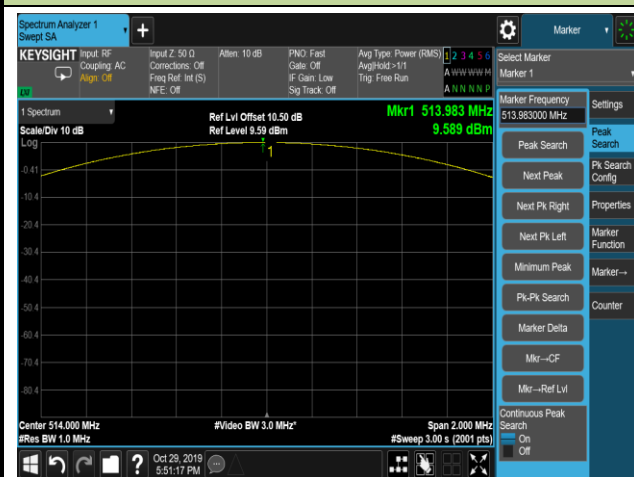 Spectrum Analyzer 1
Swept SA
Marker
KEYSIGHT
Input: RF
Coupling: AC
Align: Off
Input Z: 50 Ω
Corrections: Off
Freq Ref: Int (S)
NFE: Off
Atten: 10 dB
PNO: Fast
Gate: Off
IF Gain: Low
Sig Track: Off
Avg Type: Power (RMS)
Avg|Hold:>1/1
Trig: Free Run
1 2 3 4 5 6
A W W W W M
A N N N N P
Select Marker
Marker 1
LXI
1 Spectrum
Scale/Div 10 dB
Log
Ref Lvl Offset 10.50 dB
Ref Level 9.59 dBm
Mkr1 513.983 MHz
9.589 dBm
1
-0.41
-10.4
-20.4
-30.4
-40.4
-50.4
-60.4
-70.4
-80.4
Center 514.000 MHz
#Res BW 1.0 MHz
#Video BW 3.0 MHz*
Span 2.000 MHz
#Sweep 3.00 s (2001 pts)
Marker Frequency
513.983000 MHz
Peak Search
Next Peak
Next Pk Right
Next Pk Left
Minimum Peak
Pk-Pk Search
Marker Delta
Mkr→CF
Mkr→Ref Lvl
Continuous Peak
Search
On
Off
Settings
Peak
Search
Pk Search
Config
Properties
Marker
Function
Marker→
Counter
?
Oct 29, 2019
5:51:17 PM